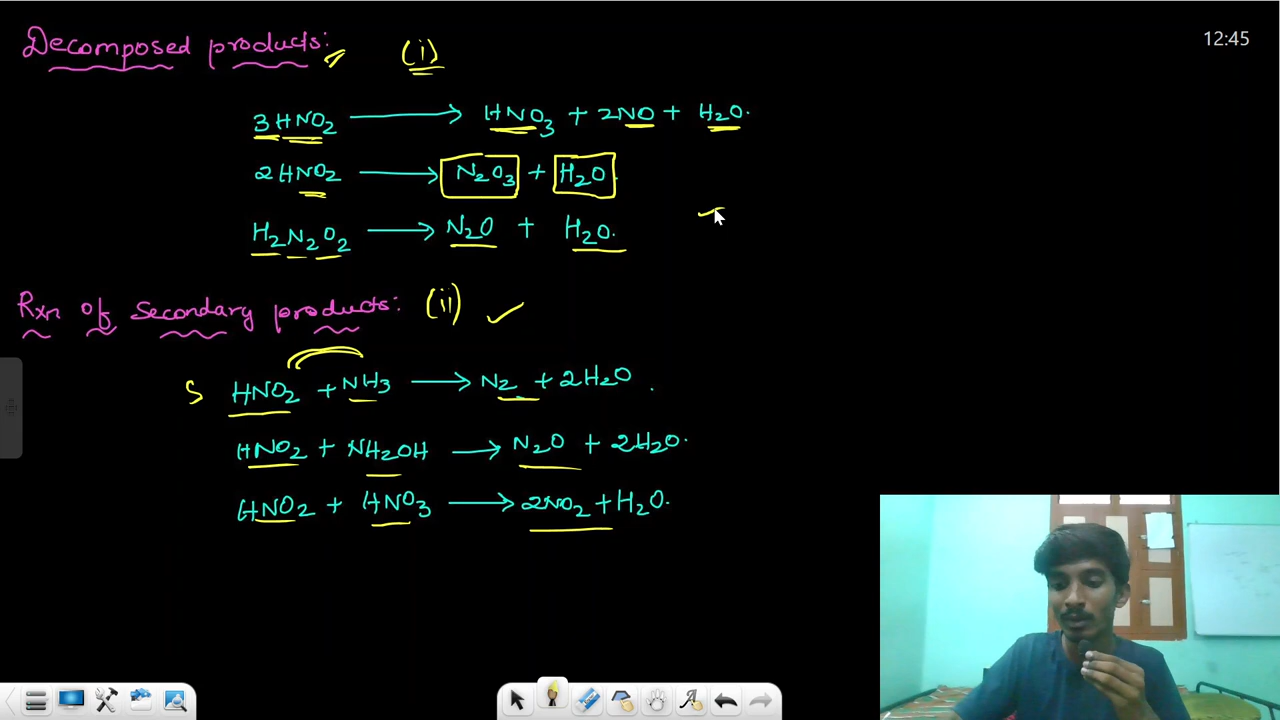 Decomposed products: (i)
12:45
3HNO2 → HNO3 + 2NO + H2O.
2HNO2 → N2O3 + H2O.
H2N2O2 → N2O + H2O.
Rxn of Secondary products: (ii)
HNO2 + NH3 → N2 + 2H2O.
HNO2 + NH2OH → N2O + 2H2O.
HNO2 + HNO3 → 2NO2 + H2O.